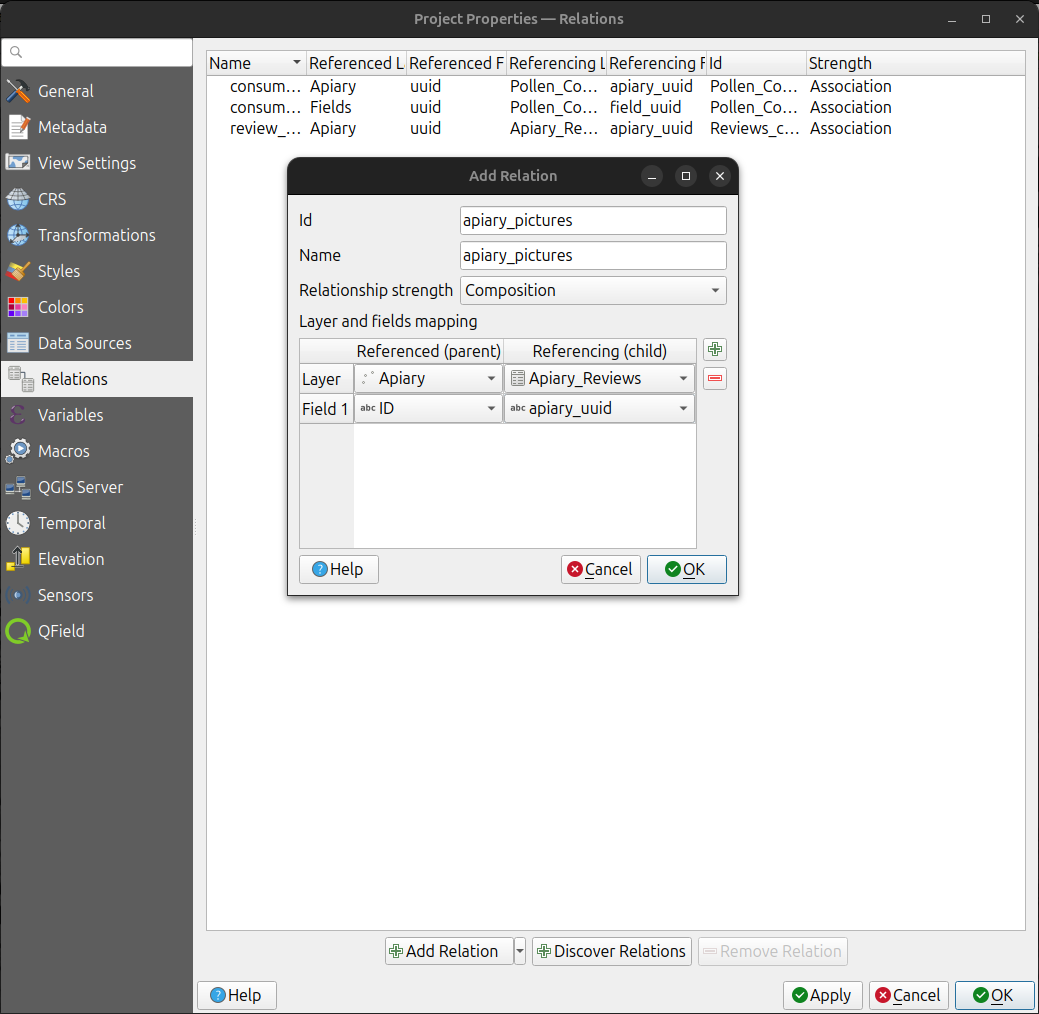 Project Properties — Relations
Name Referenced L Referenced F Referencing L Referencing F Id Strength
consum... Apiary uuid Pollen_Co... apiary_uuid Pollen_Co... Association
consum... Fields uuid Pollen_Co... field_uuid Pollen_Co... Association
review_... Apiary uuid Apiary_Re... apiary_uuid Reviews_c... Association
General
Metadata
View Settings
CRS
Transformations
Styles
Colors
Data Sources
Relations
Variables
Macros
QGIS Server
Temporal
Elevation
Sensors
QField
Add Relation
Id apiary_pictures
Name apiary_pictures
Relationship strength Composition
Layer and fields mapping
Referenced (parent) Referencing (child)
Layer Apiary Apiary_Reviews
Field 1 abc ID abc apiary_uuid
Help Cancel OK
Add Relation Discover Relations Remove Relation
Help Apply Cancel OK